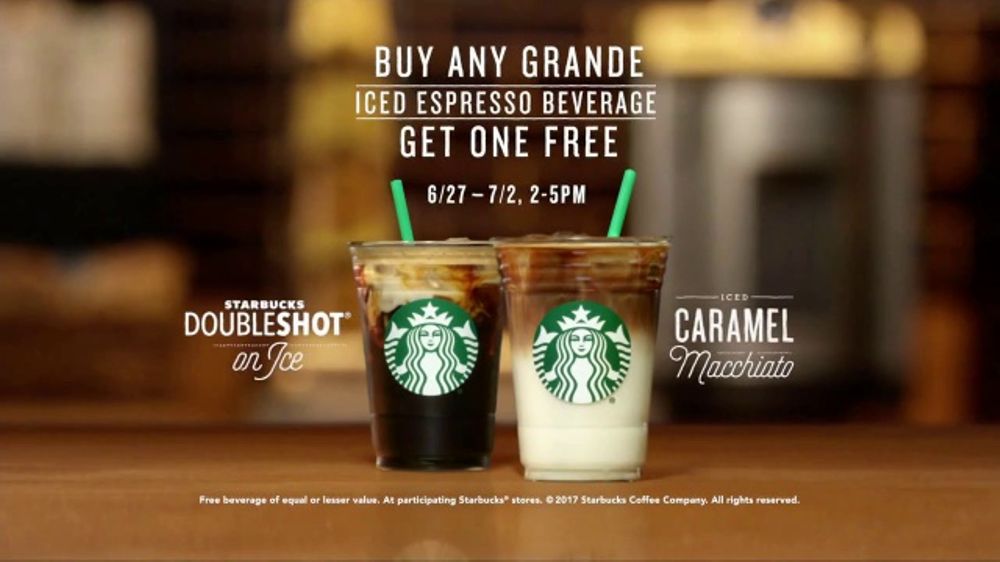 BUY ANY GRANDE
ICED ESPRESSO BEVERAGE
GET ONE FREE
6/27 – 7/2, 2-5PM
STARBUCKS
DOUBLESHOT®
on Ice
ICED
CARAMEL
Macchiato
Free beverage of equal or lesser value. At participating Starbucks® stores. © 2017 Starbucks Coffee Company. All rights reserved.